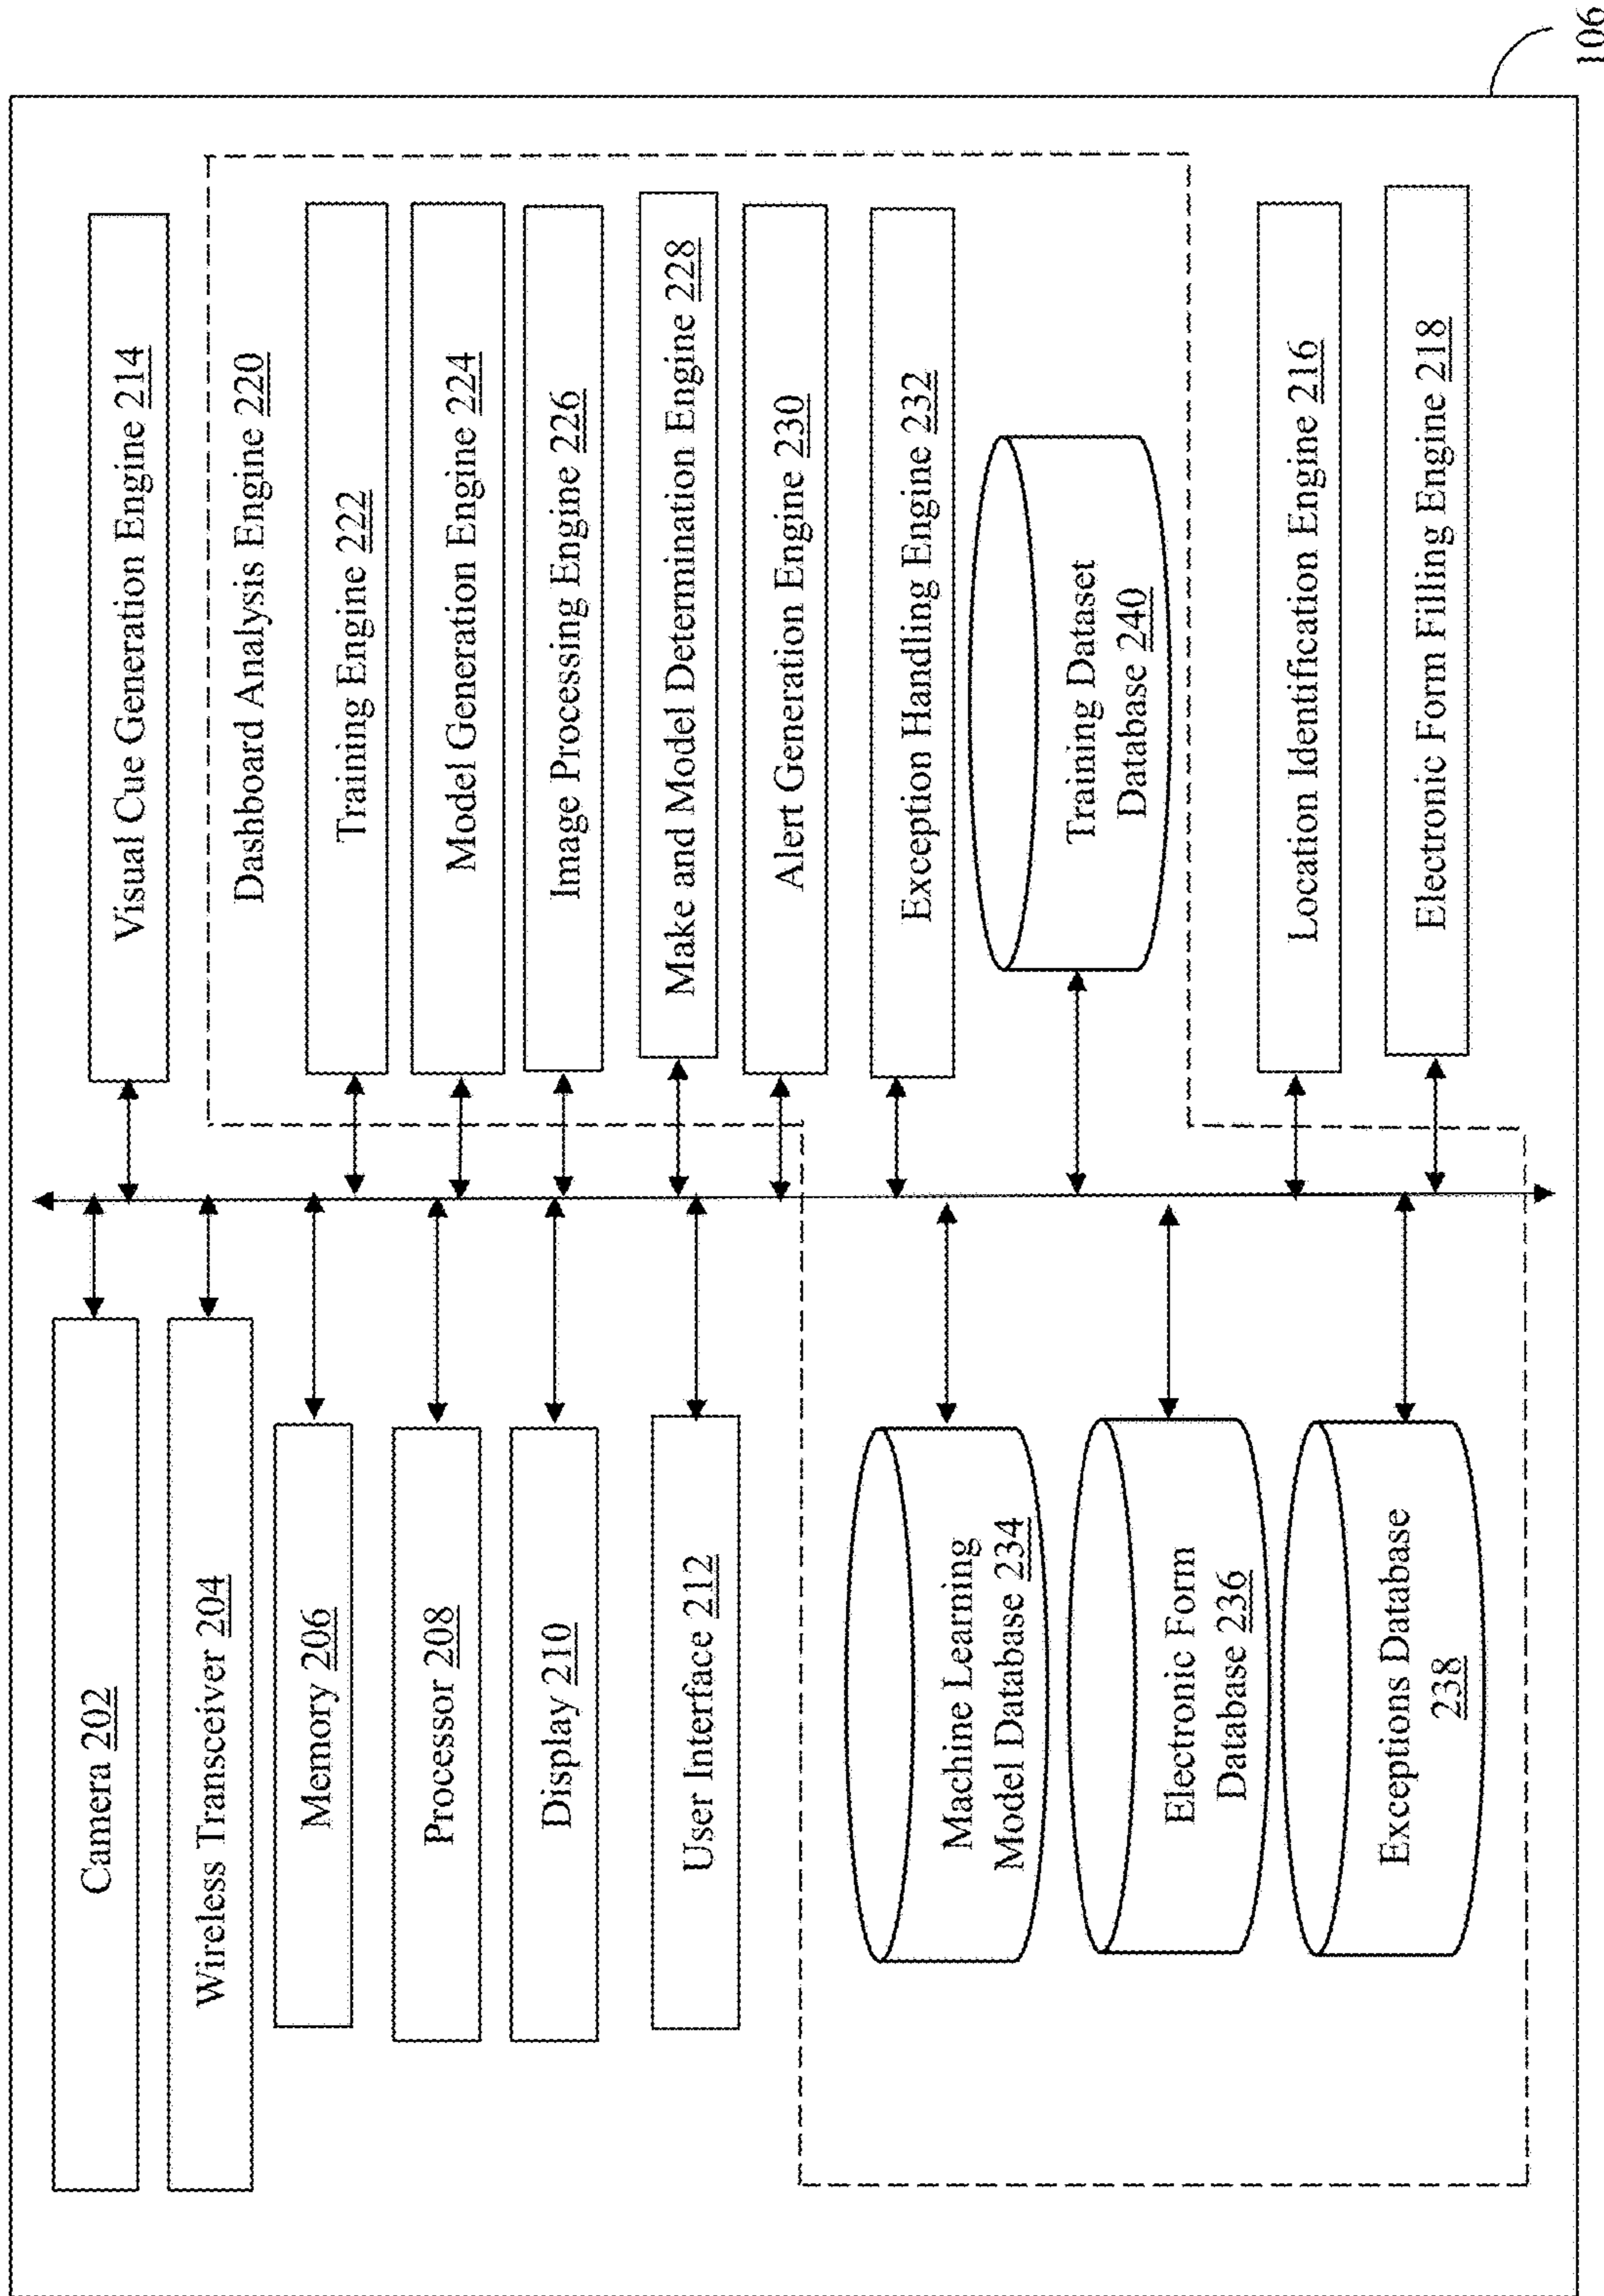 106
Camera 202
Wireless Transceiver 204
Memory 206
Processor 208
Display 210
User Interface 212
Machine Learning
Model Database 234
Electronic Form
Database 236
Exceptions Database
238
Visual Cue Generation Engine 214
Dashboard Analysis Engine 220
Training Engine 222
Model Generation Engine 224
Image Processing Engine 226
Make and Model Determination Engine 228
Alert Generation Engine 230
Exception Handling Engine 232
Training Dataset
Database 240
Location Identification Engine 216
Electronic Form Filling Engine 218